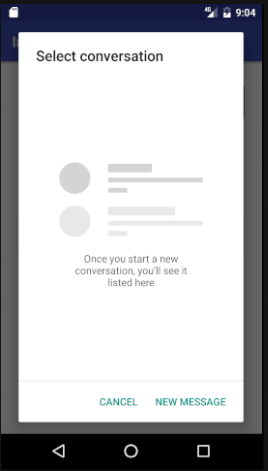 4G 9:04
Select conversation
Once you start a new
conversation, you'll see it
listed here
CANCEL NEW MESSAGE